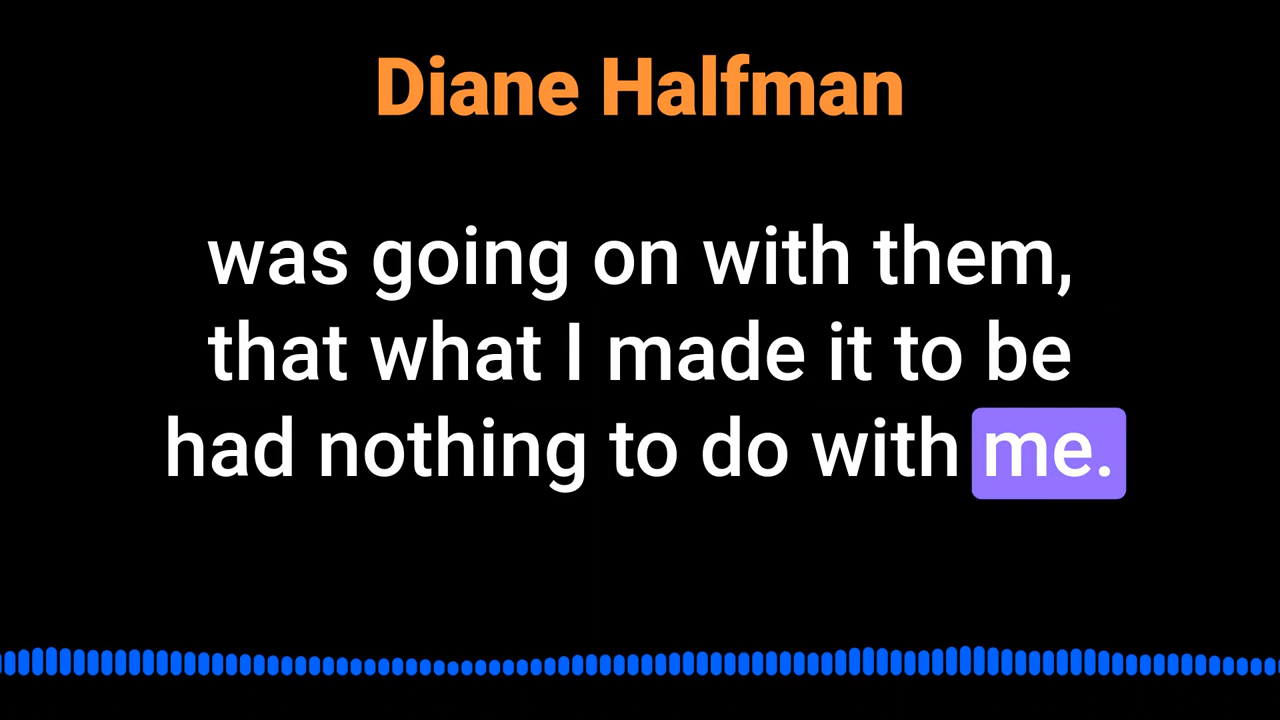 Diane Halfman
was going on with them,
that what I made it to be
had nothing to do with me.